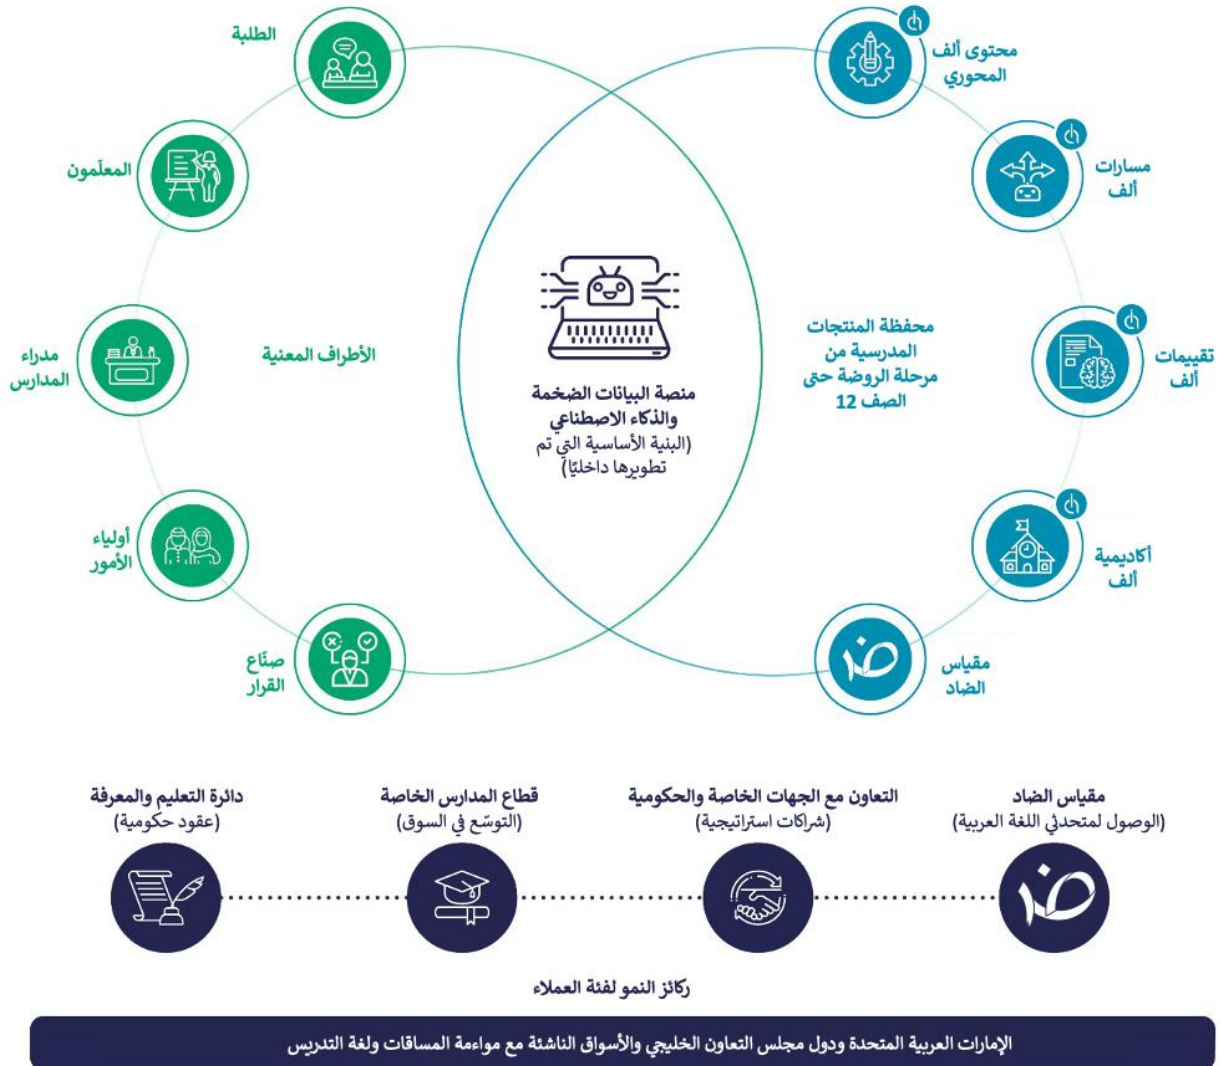 محتوى ألف
المحوري
مسارات
ألف
تقييمات
ألف
أكاديمية
ألف
مقياس
الضاد
محفظة المنتجات
المدرسية من
مرحلة الروضة حتى
الصف 12
منصة البيانات الضخمة
والذكاء الاصطناعي
(البنية الأساسية التي تم
تطويرها داخليًا)
الأطراف المعنية
الطلبة
المعلّمون
مدراء
المدارس
أولياء
الأمور
صنّاع
القرار
مقياس الضاد
(الوصول لمتحدثي اللغة العربية)
التعاون مع الجهات الخاصة والحكومية
(شراكات استراتيجية)
قطاع المدارس الخاصة
(التوسّع في السوق)
دائرة التعليم والمعرفة
(عقود حكومية)
ركائز النمو لفئة العملاء
الإمارات العربية المتحدة ودول مجلس التعاون الخليجي والأسواق الناشئة مع مواءمة المساقات ولغة التدريس